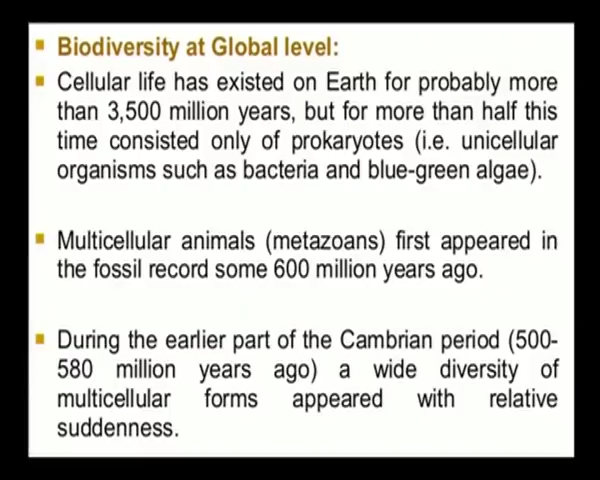 Biodiversity at Global level:
Cellular life has existed on Earth for probably more
than 3,500 million years, but for more than half this
time consisted only of prokaryotes (i.e. unicellular
organisms such as bacteria and blue-green algae).
Multicellular animals (metazoans) first appeared in
the fossil record some 600 million years ago.
During the earlier part of the Cambrian period (500-
580 million years ago) a wide diversity of
multicellular forms appeared with relative
suddenness.